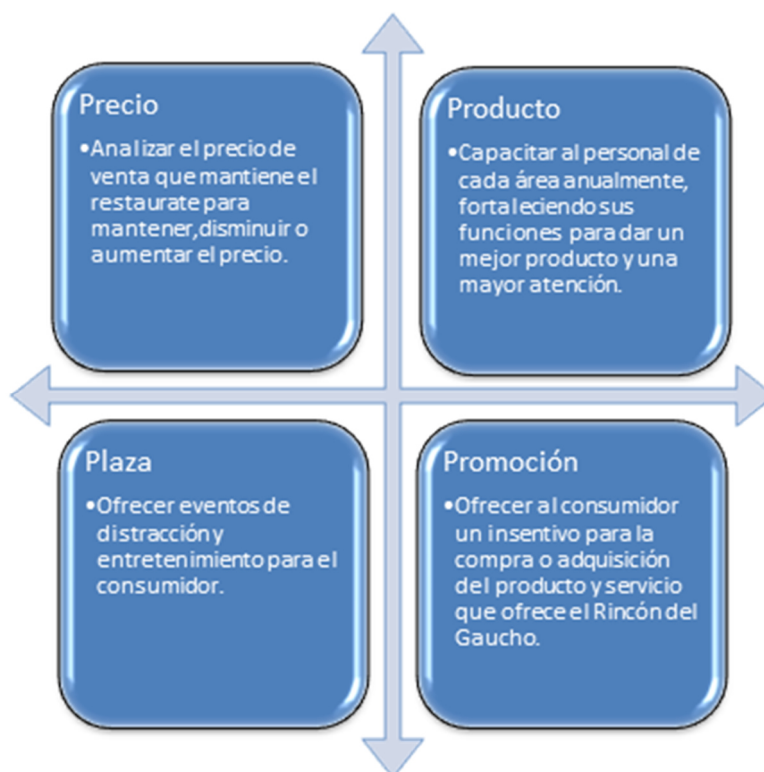 Precio
•Analizar el precio de
venta que mantiene el
restaurate para
mantener,disminuir o
aumentar el precio.
Producto
•Capacitar al personal de
cada área anualmente,
fortaleciendo sus
funciones para dar un
mejor producto y una
mayor atención.
Plaza
•Ofrecer eventos de
distracción y
entretenimiento para el
consumidor.
Promoción
•Ofrecer al consumidor
un insentivo para la
compra o adquisición
del producto y servicio
que ofrece el Rincón del
Gaucho.